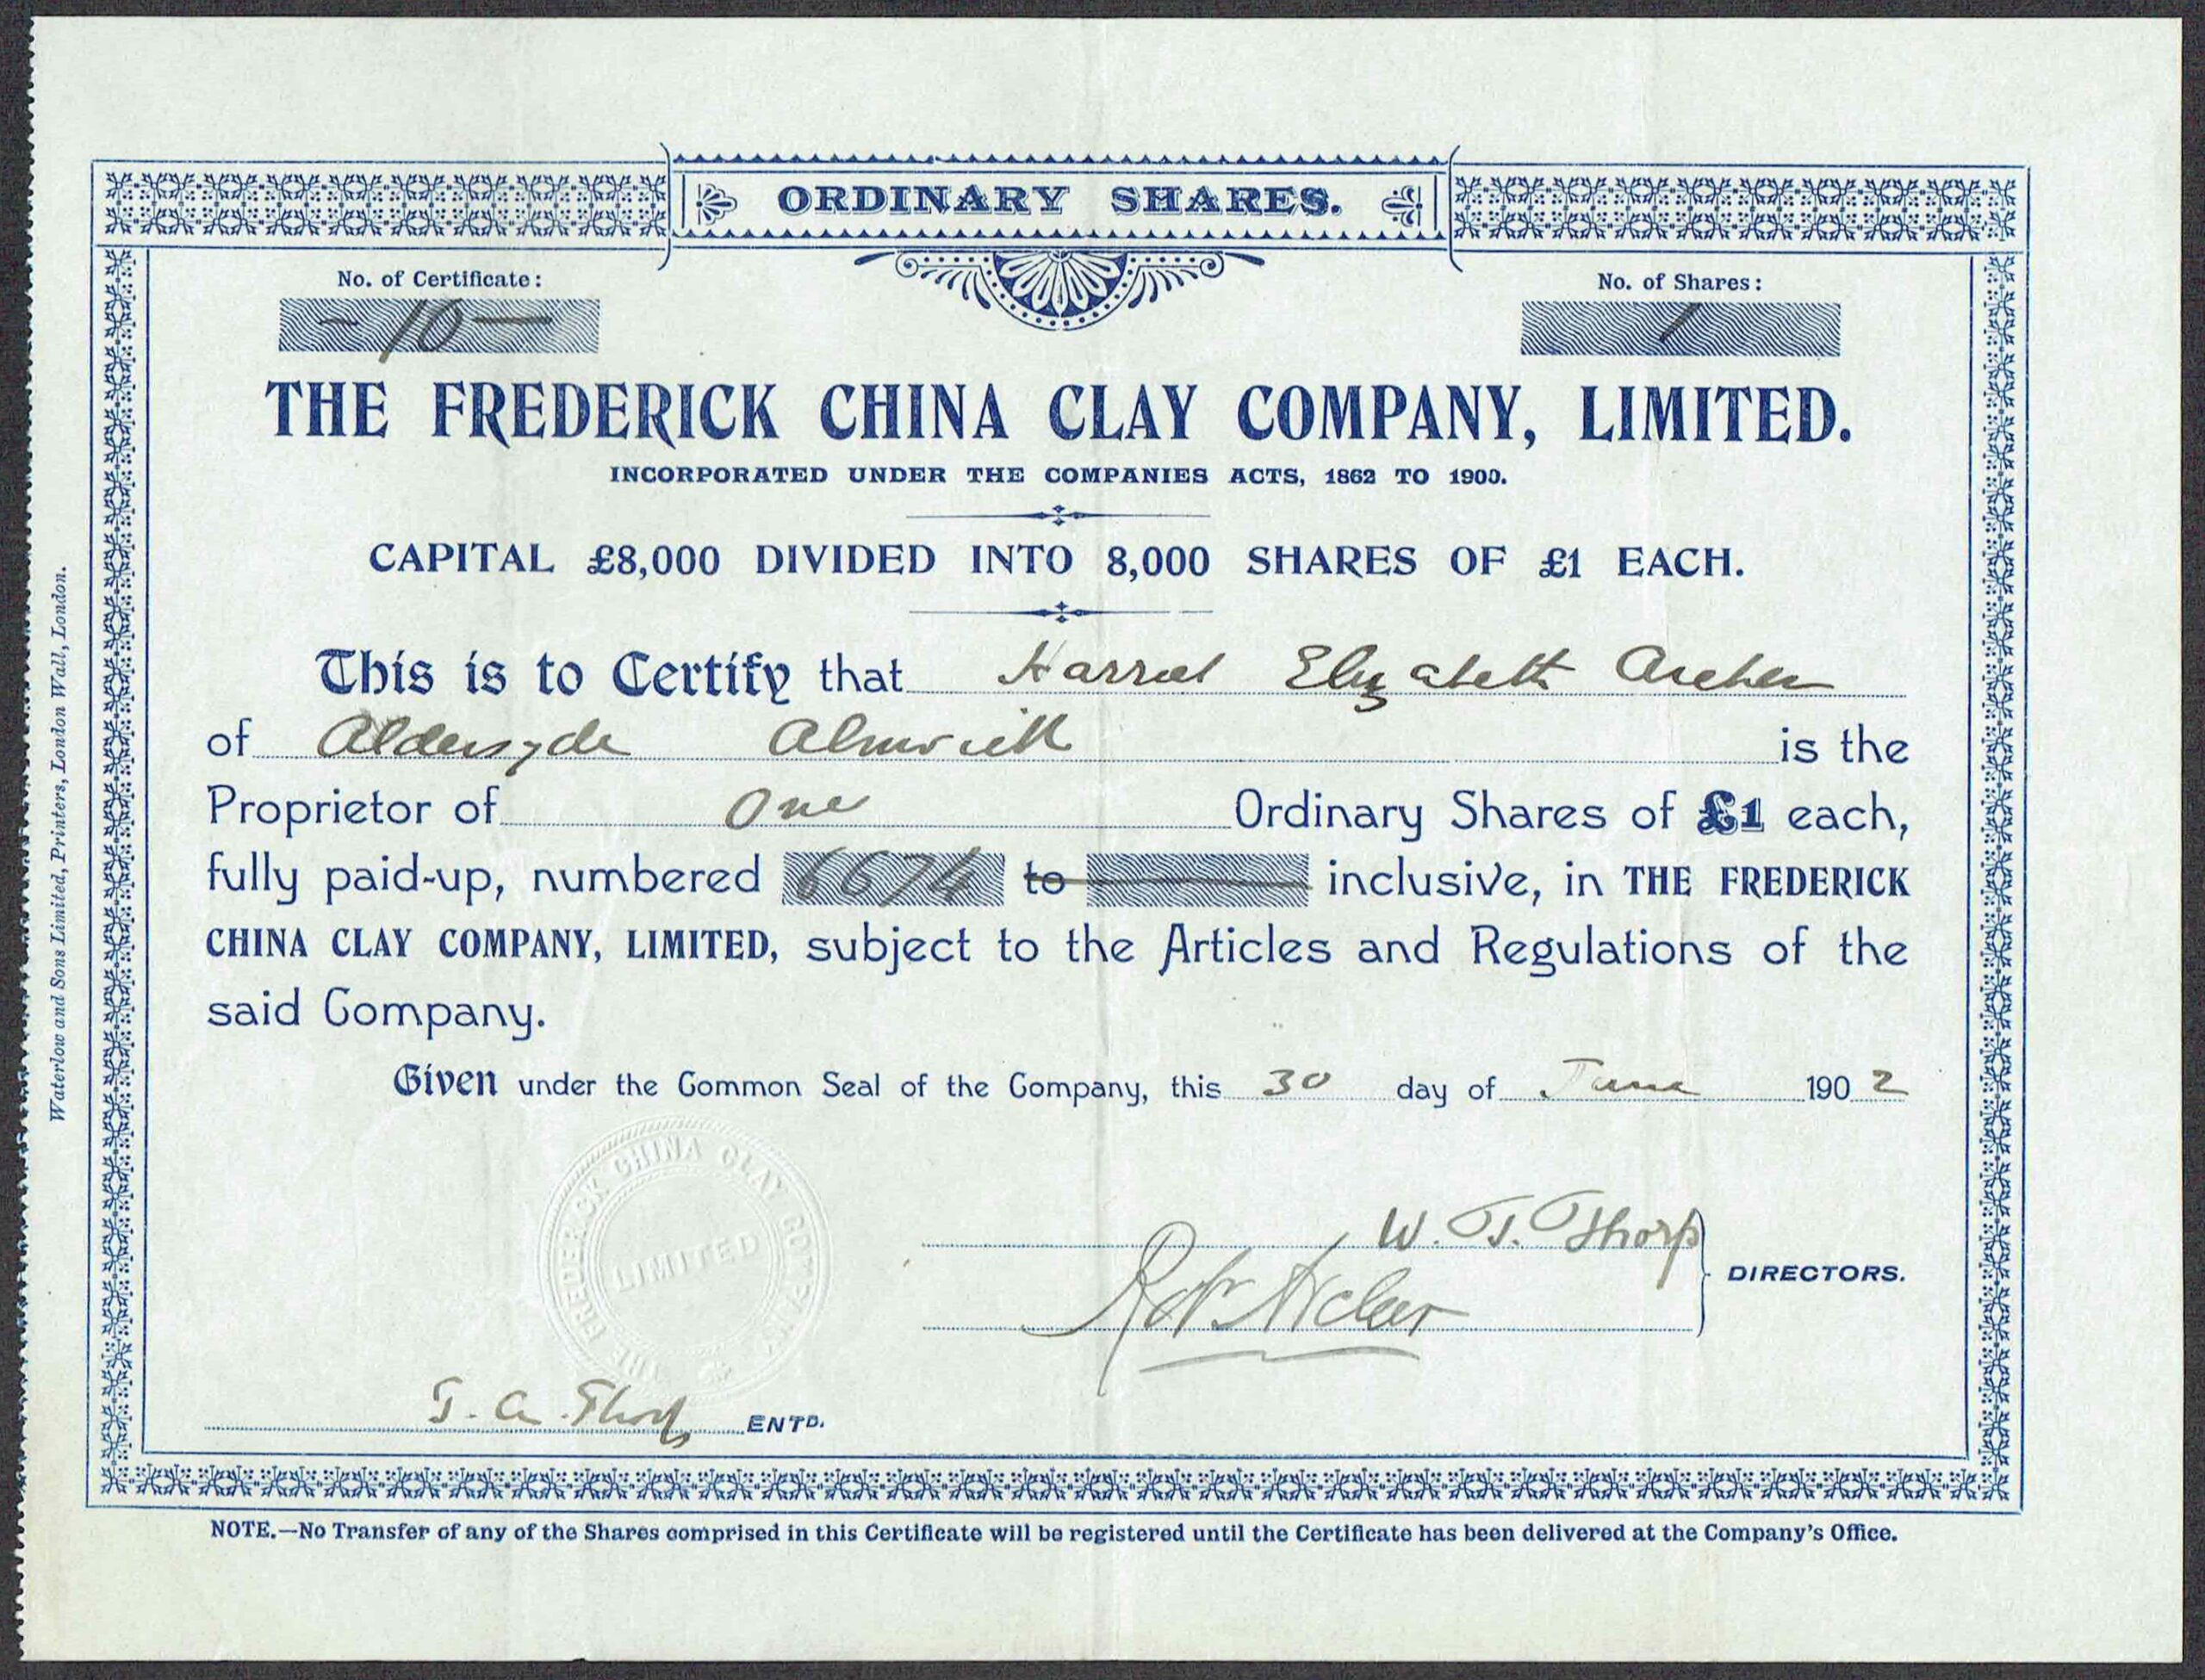 ORDINARY SHARES.
No. of Certificate: No. of Shares:
- 10 - 1
THE FREDERICK CHINA CLAY COMPANY, LIMITED.
INCORPORATED UNDER THE COMPANIES ACTS, 1862 TO 1900.
CAPITAL £8,000 DIVIDED INTO 8,000 SHARES OF £1 EACH.
This is to Certify that Harriet Elizabeth Archer
of Aldersyde Alnwick is the
Proprietor of One Ordinary Shares of £1 each,
fully paid-up, numbered 6674 to inclusive, in THE FREDERICK
CHINA CLAY COMPANY, LIMITED, subject to the Articles and Regulations of the
said Company.
Given under the Common Seal of the Company, this 30 day of June 1902
THE FREDERICK CHINA CLAY COMPANY
LIMITED
W. T. Thorp
DIRECTORS.
Robt Archer
T. A. Thorp ENTD.
NOTE.—No Transfer of any of the Shares comprised in this Certificate will be registered until the Certificate has been delivered at the Company's Office.
Waterlow and Sons Limited, Printers, London Wall, London.